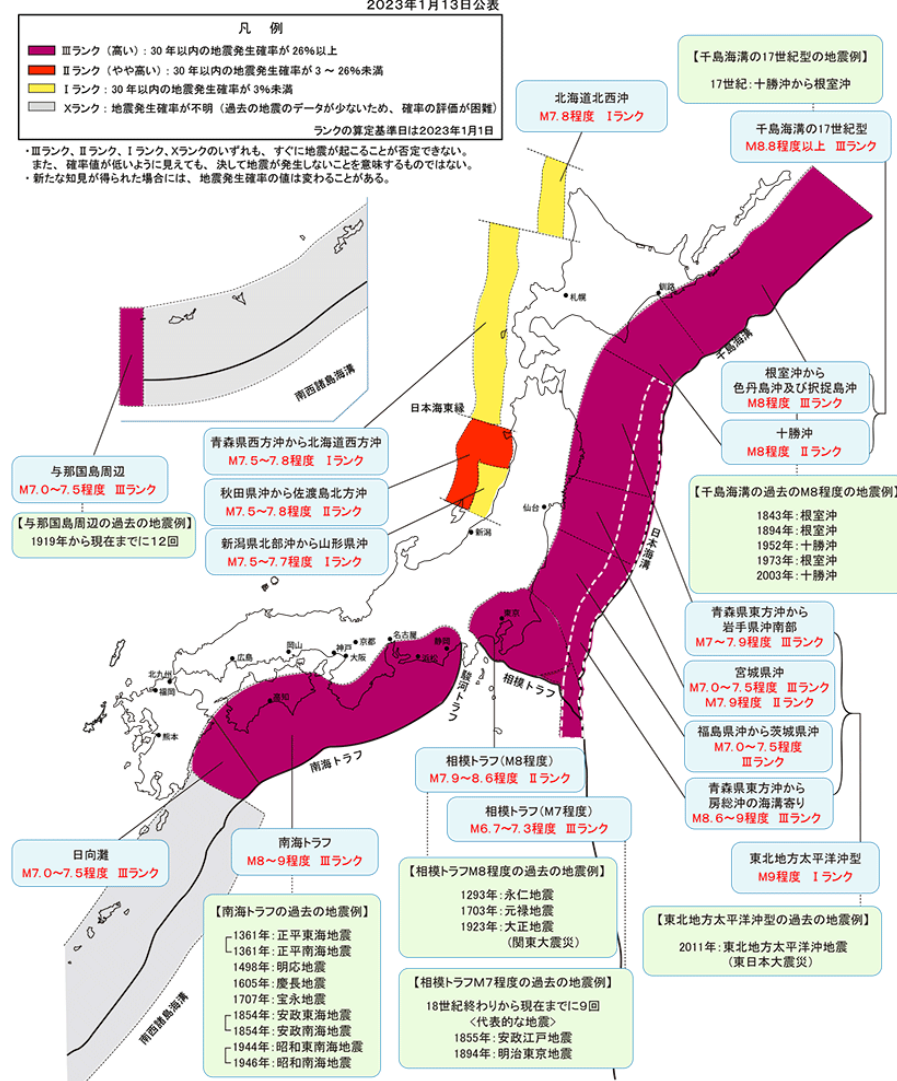 2023年1月13日公表
凡 例
Ⅲランク（高い）：30年以内の地震発生確率が26％以上
Ⅱランク（やや高い）：30年以内の地震発生確率が3～26％未満
Ⅰランク：30年以内の地震発生確率が3％未満
Xランク：地震発生確率が不明（過去の地震のデータが少ないため、確率の評価が困難）
ランクの算定基準日は2023年1月1日
・Ⅲランク、Ⅱランク、Ⅰランク、Xランクのいずれも、すぐに地震が起こることが否定できない。
また、確率値が低いように見えても、決して地震が発生しないことを意味するものではない。
・新たな知見が得られた場合には、地震発生確率の値は変わることがある。
北海道北西沖
M7.8程度 Ⅰランク
【千島海溝の17世紀型の地震例】
17世紀：十勝沖から根室沖
千島海溝の17世紀型
M8.8程度以上 Ⅲランク
札幌
釧路
千島海溝
南西諸島海溝
日本海東縁
根室沖から
色丹島沖及び択捉島沖
M8程度 Ⅲランク
十勝沖
M8程度 Ⅱランク
青森県西方沖から北海道西方沖
M7.5～7.8程度 Ⅰランク
与那国島周辺
M7.0～7.5程度 Ⅲランク
秋田県沖から佐渡島北方沖
M7.5～7.8程度 Ⅱランク
【与那国島周辺の過去の地震例】
1919年から現在までに12回
新潟県北部沖から山形県沖
M7.5～7.7程度 Ⅰランク
仙台
新潟
日本海溝
【千島海溝の過去のM8程度の地震例】
1843年：根室沖
1894年：根室沖
1952年：十勝沖
1973年：根室沖
2003年：十勝沖
青森県東方沖から
岩手県沖南部
M7～7.9程度 Ⅲランク
宮城県沖
M7.0～7.5程度 Ⅲランク
M7.9程度 Ⅱランク
福島県沖から茨城県沖
M7.0～7.5程度
Ⅲランク
青森県東方沖から
房総沖の海溝寄り
M8.6～9程度 Ⅲランク
東京
名古屋
静岡
浜松
京都
神戸
大阪
岡山
広島
北九州
福岡
高知
熊本
駿河トラフ
相模トラフ
南海トラフ
相模トラフ(M8程度)
M7.9～8.6程度 Ⅱランク
相模トラフ(M7程度)
M6.7～7.3程度 Ⅲランク
日向灘
M7.0～7.5程度 Ⅲランク
南海トラフ
M8～9程度 Ⅲランク
東北地方太平洋沖型
M9程度 Ⅰランク
【相模トラフM8程度の過去の地震例】
1293年：永仁地震
1703年：元禄地震
1923年：大正地震
(関東大震災)
【南海トラフの過去の地震例】
1361年：正平東海地震
1361年：正平南海地震
1498年：明応地震
1605年：慶長地震
1707年：宝永地震
1854年：安政東海地震
1854年：安政南海地震
1944年：昭和東南海地震
1946年：昭和南海地震
【東北地方太平洋沖型の過去の地震例】
2011年：東北地方太平洋沖地震
(東日本大震災)
【相模トラフM7程度の過去の地震例】
18世紀終わりから現在までに9回
<代表的な地震>
1855年：安政江戸地震
1894年：明治東京地震
南西諸島海溝